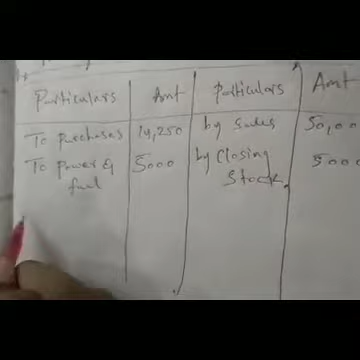 Particulars Amt Particulars Amt
To purchases 14,250 by sales 50,00
To power & 5000 by Closing 5000
fuel Stock.